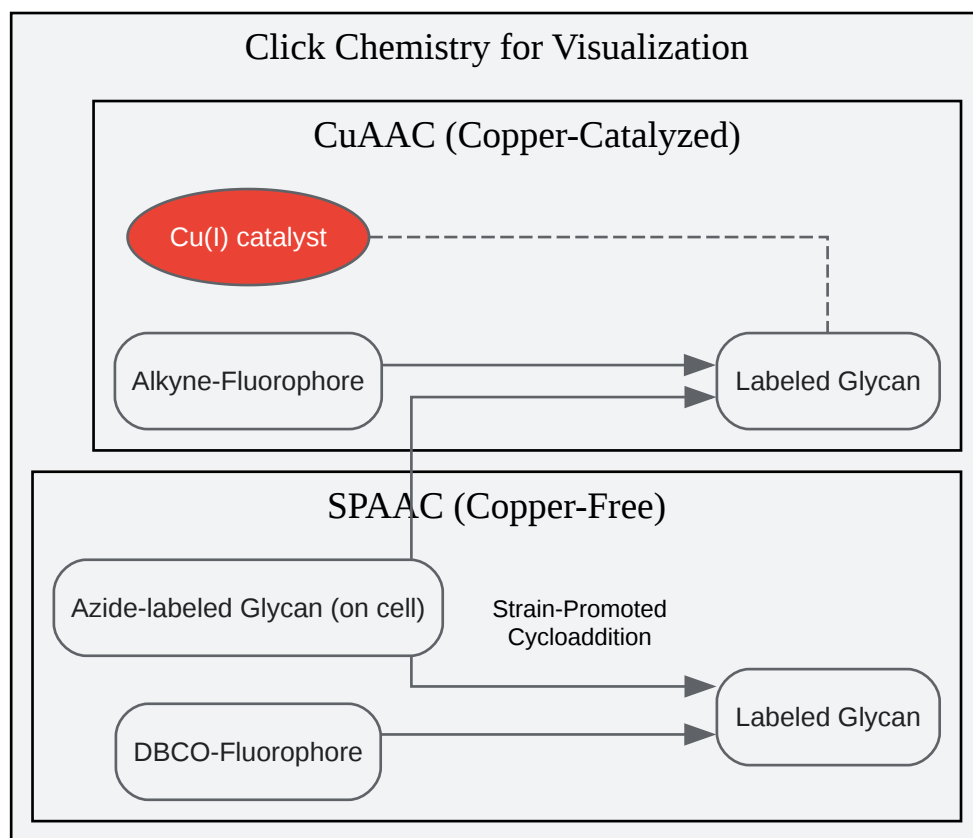 Click Chemistry for Visualization
CuAAC (Copper-Catalyzed)
Cu(I) catalyst
Alkyne-Fluorophore
Labeled Glycan
SPAAC (Copper-Free)
Azide-labeled Glycan (on cell)
Strain-Promoted
Cycloaddition
Labeled Glycan
DBCO-Fluorophore